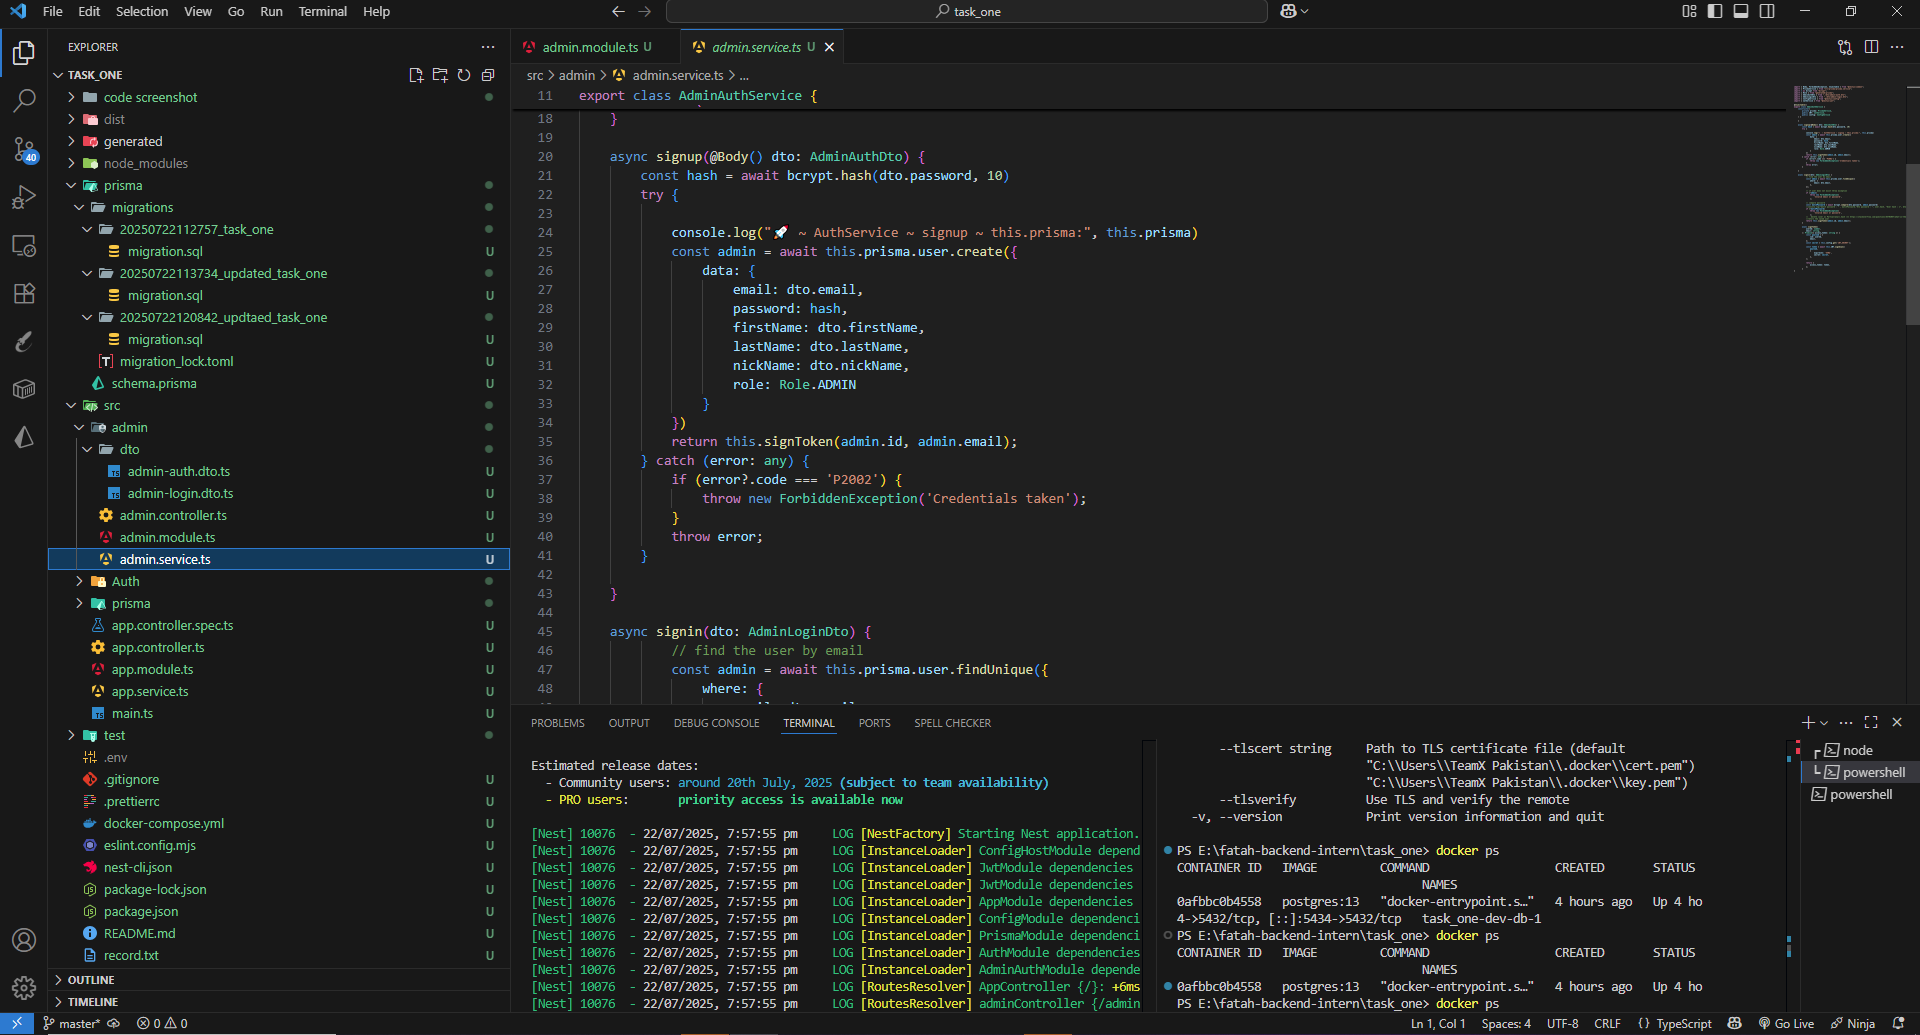 File Edit Selection View Go Run Terminal Help
task_one
EXPLORER
TASK_ONE
code screenshot
dist
generated
node_modules
prisma
migrations
20250722112757_task_one
migration.sql U
20250722113734_updated_task_one
migration.sql U
20250722120842_updtaed_task_one
migration.sql U
migration_lock.toml U
schema.prisma U
src
admin
dto
admin-auth.dto.ts U
admin-login.dto.ts U
admin.controller.ts U
admin.module.ts U
admin.service.ts U
Auth
prisma
app.controller.spec.ts U
app.controller.ts U
app.module.ts U
app.service.ts U
main.ts U
test
.env
.gitignore U
.prettierrc U
docker-compose.yml U
eslint.config.mjs U
nest-cli.json U
package-lock.json U
package.json U
README.md U
record.txt U
OUTLINE
TIMELINE
40
admin.module.ts U
admin.service.ts U
src > admin > admin.service.ts > ...
11 export class AdminAuthService {
18 }
19
20 async signup(@Body() dto: AdminAuthDto) {
21 const hash = await bcrypt.hash(dto.password, 10)
22 try {
23
24 console.log("🚀 ~ AuthService ~ signup ~ this.prisma:", this.prisma)
25 const admin = await this.prisma.user.create({
26 data: {
27 email: dto.email,
28 password: hash,
29 firstName: dto.firstName,
30 lastName: dto.lastName,
31 nickName: dto.nickName,
32 role: Role.ADMIN
33 }
34 })
35 return this.signToken(admin.id, admin.email);
36 } catch (error: any) {
37 if (error?.code === 'P2002') {
38 throw new ForbiddenException('Credentials taken');
39 }
40 throw error;
41 }
42
43 }
44
45 async signin(dto: AdminLoginDto) {
46 // find the user by email
47 const admin = await this.prisma.user.findUnique({
48 where: {
PROBLEMS OUTPUT DEBUG CONSOLE TERMINAL PORTS SPELL CHECKER
Estimated release dates:
- Community users: around 20th July, 2025 (subject to team availability)
- PRO users: priority access is available now
[Nest] 10076 - 22/07/2025, 7:57:55 pm LOG [NestFactory] Starting Nest application.
[Nest] 10076 - 22/07/2025, 7:57:55 pm LOG [InstanceLoader] ConfigHostModule depend
[Nest] 10076 - 22/07/2025, 7:57:55 pm LOG [InstanceLoader] JwtModule dependencies
[Nest] 10076 - 22/07/2025, 7:57:55 pm LOG [InstanceLoader] JwtModule dependencies
[Nest] 10076 - 22/07/2025, 7:57:55 pm LOG [InstanceLoader] AppModule dependencies
[Nest] 10076 - 22/07/2025, 7:57:55 pm LOG [InstanceLoader] ConfigModule dependenci
[Nest] 10076 - 22/07/2025, 7:57:55 pm LOG [InstanceLoader] PrismaModule dependenci
[Nest] 10076 - 22/07/2025, 7:57:55 pm LOG [InstanceLoader] AuthModule dependencies
[Nest] 10076 - 22/07/2025, 7:57:55 pm LOG [InstanceLoader] AdminAuthModule depende
[Nest] 10076 - 22/07/2025, 7:57:55 pm LOG [RoutesResolver] AppController {/}: +6ms
[Nest] 10076 - 22/07/2025, 7:57:55 pm LOG [RoutesResolver] adminController {/admin
--tlscert string Path to TLS certificate file (default
"C:\\Users\\TeamX Pakistan\\.docker\\cert.pem")
"C:\\Users\\TeamX Pakistan\\.docker\\key.pem")
--tlsverify Use TLS and verify the remote
-v, --version Print version information and quit
PS E:\fatah-backend-intern\task_one> docker ps
CONTAINER ID IMAGE COMMAND CREATED STATUS
NAMES
0afbbc0b4558 postgres:13 "docker-entrypoint.s…" 4 hours ago Up 4 ho
4->5432/tcp, [::]:5434->5432/tcp task_one-dev-db-1
PS E:\fatah-backend-intern\task_one> docker ps
CONTAINER ID IMAGE COMMAND CREATED STATUS
NAMES
0afbbc0b4558 postgres:13 "docker-entrypoint.s…" 4 hours ago Up 4 ho
PS E:\fatah-backend-intern\task_one> docker ps
node
powershell
powershell
master* 0 0
Ln 1, Col 1 Spaces: 4 UTF-8 CRLF {} TypeScript Go Live Ninja